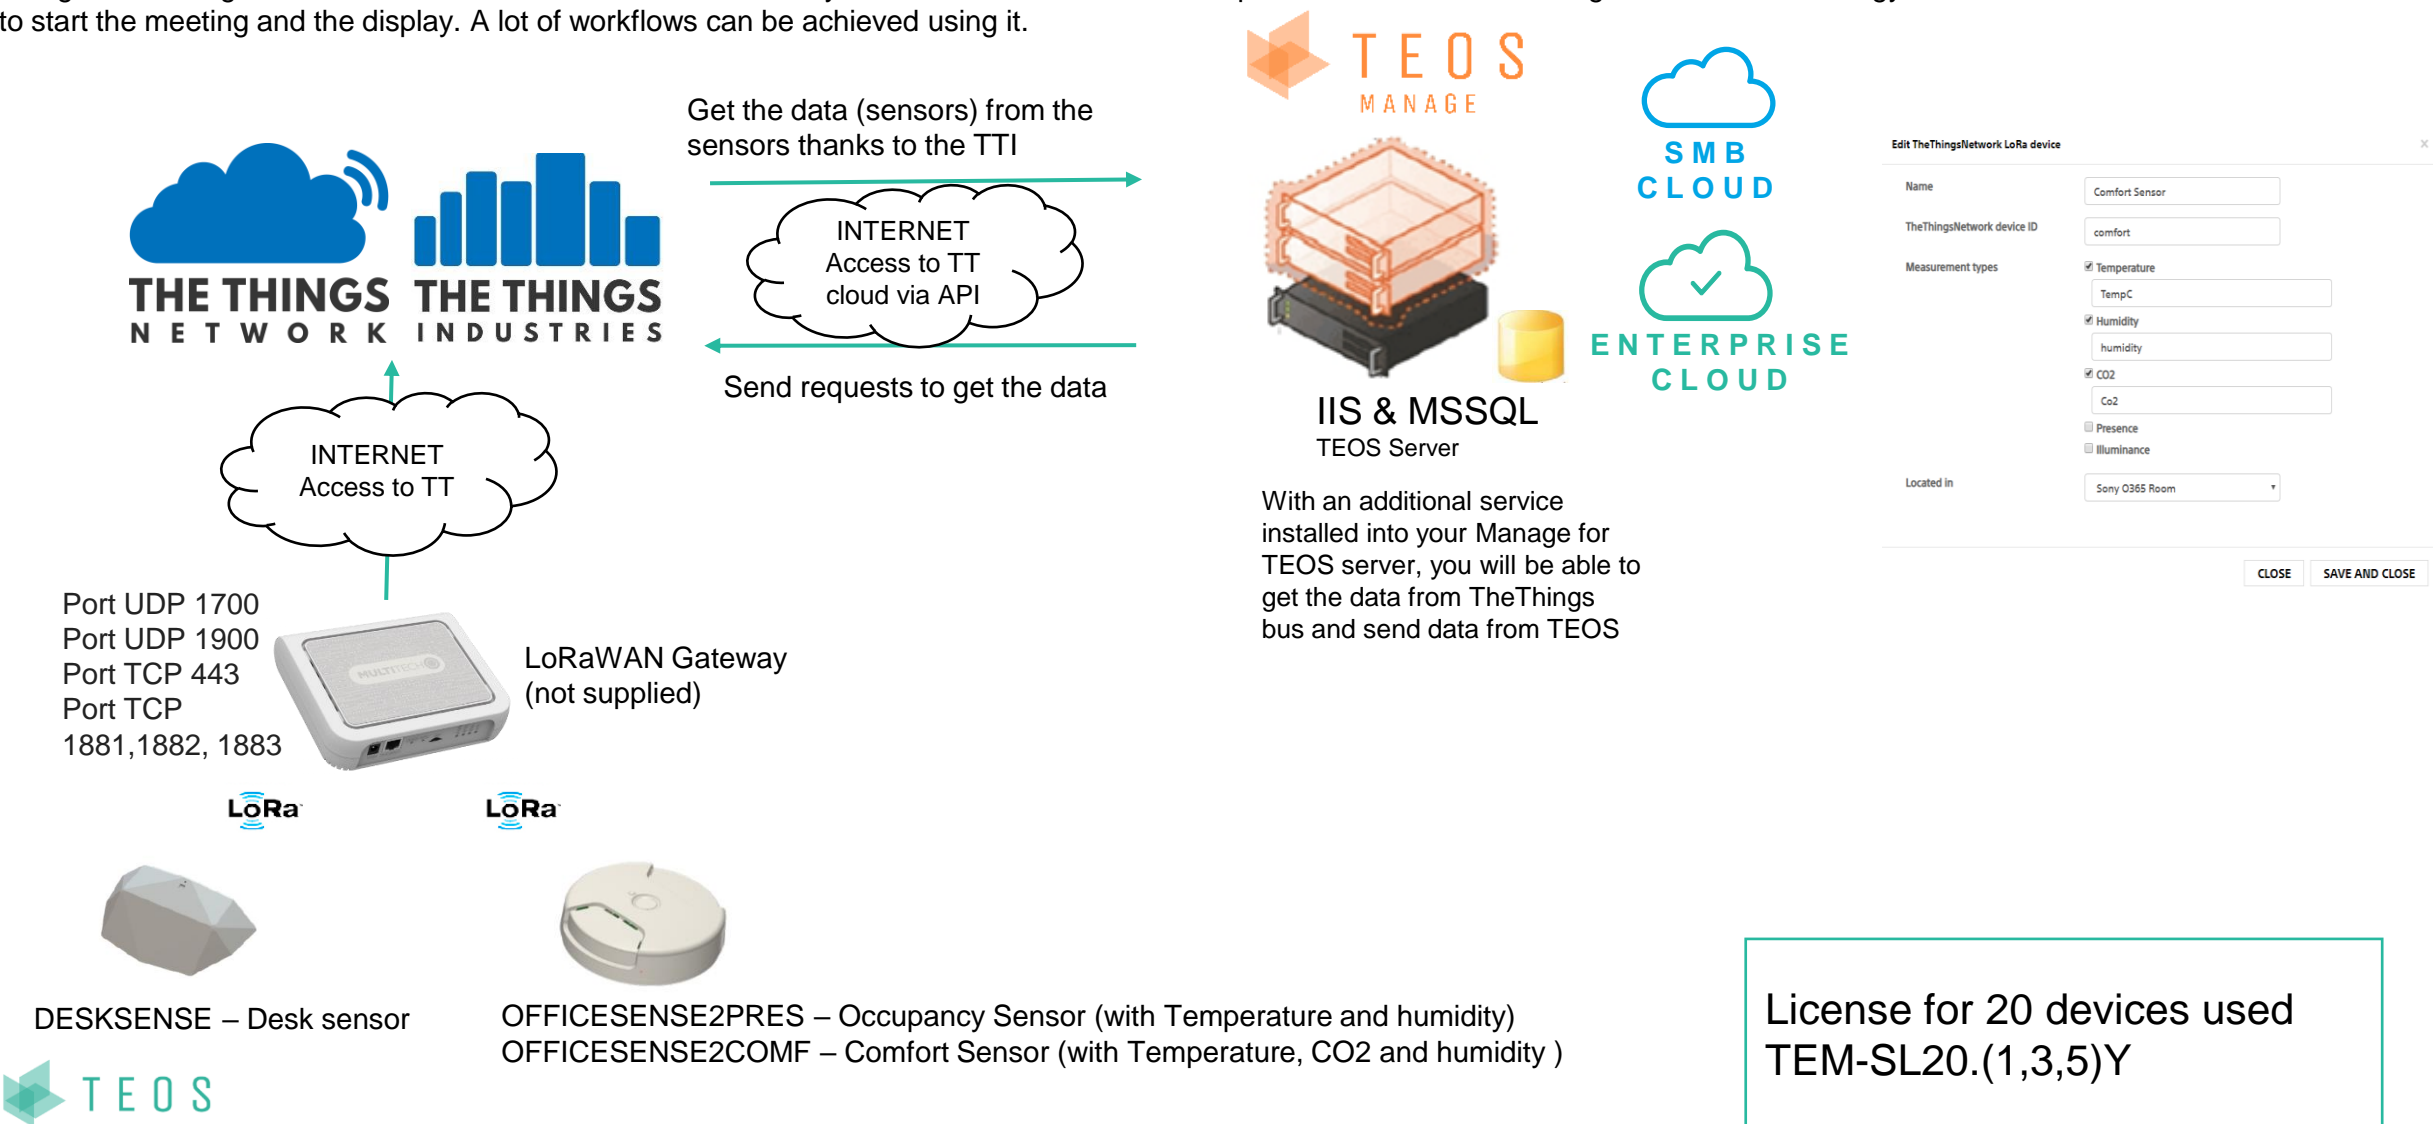 to start the meeting and the display. A lot of workflows can be achieved using it.
TEOS
MANAGE
Get the data (sensors) from the
sensors thanks to the TTI
THE THINGS
NETWORK
THE THINGS
INDUSTRIES
INTERNET
Access to TT
cloud via API
Send requests to get the data
SMB
CLOUD
ENTERPRISE
CLOUD
IIS & MSSQL
TEOS Server
With an additional service
installed into your Manage for
TEOS server, you will be able to
get the data from TheThings
bus and send data from TEOS
Edit TheThingsNetwork LoRa device
Name
Comfort Sensor
TheThingsNetwork device ID
comfort
Measurement types
Temperature
TempC
Humidity
humidity
CO2
Co2
Presence
Illuminance
Located in
Sony O365 Room
CLOSE
SAVE AND CLOSE
INTERNET
Access to TT
Port UDP 1700
Port UDP 1900
Port TCP 443
Port TCP
1881,1882, 1883
MULTITECH
LoRaWAN Gateway
(not supplied)
LoRa
LoRa
DESKSENSE – Desk sensor
OFFICESENSE2PRES – Occupancy Sensor (with Temperature and humidity)
OFFICESENSE2COMF – Comfort Sensor (with Temperature, CO2 and humidity )
License for 20 devices used
TEM-SL20.(1,3,5)Y
TEOS